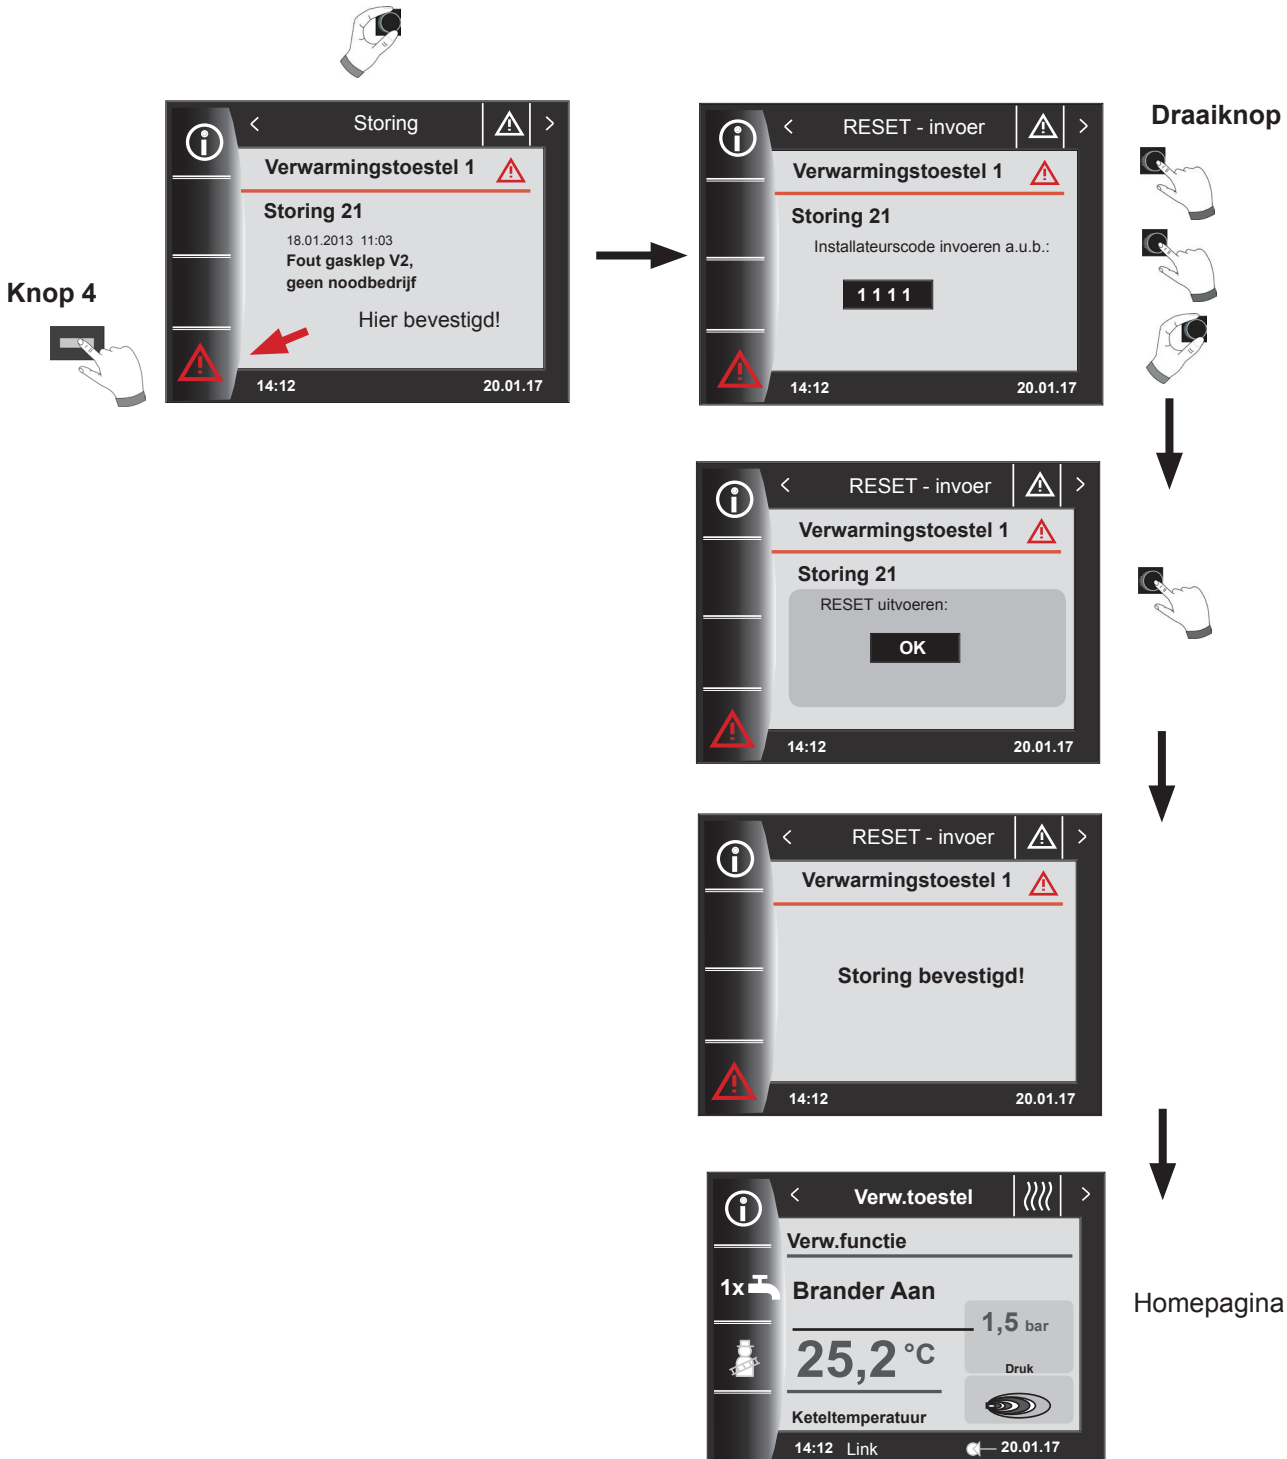 Storing
Verwarmingstoestel 1
Storing 21
18.01.2013 11:03
Fout gasklep V2,
geen noodbedrijf
Hier bevestigd!
14:12 20.01.17
Knop 4
RESET - invoer
Verwarmingstoestel 1
Storing 21
Installateurscode invoeren a.u.b.:
1 1 1 1
14:12 20.01.17
Draaiknop
RESET - invoer
Verwarmingstoestel 1
Storing 21
RESET uitvoeren:
OK
14:12 20.01.17
RESET - invoer
Verwarmingstoestel 1
Storing bevestigd!
14:12 20.01.17
Verw.toestel
Verw.functie
1x
Brander Aan
1,5 bar
25,2 °C
Druk
Keteltemperatuur
14:12 Link 20.01.17
Homepagina